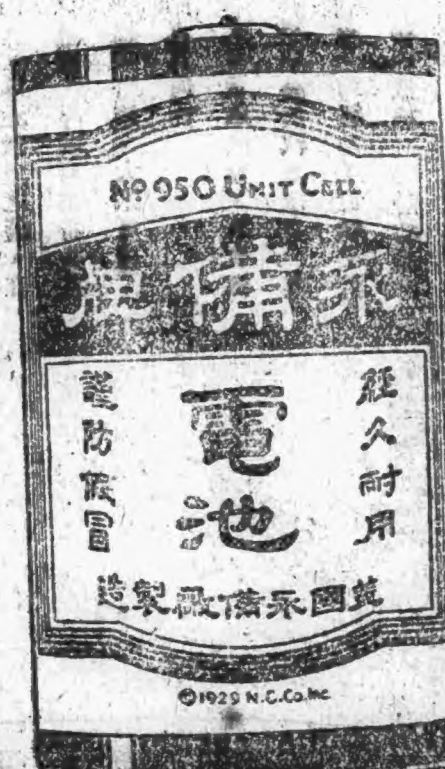 Nº 950 UNIT CELL
永備牌
經久耐用
電池
謹防假冒
美國永備廠製造
©1929 N.C.Co.Inc